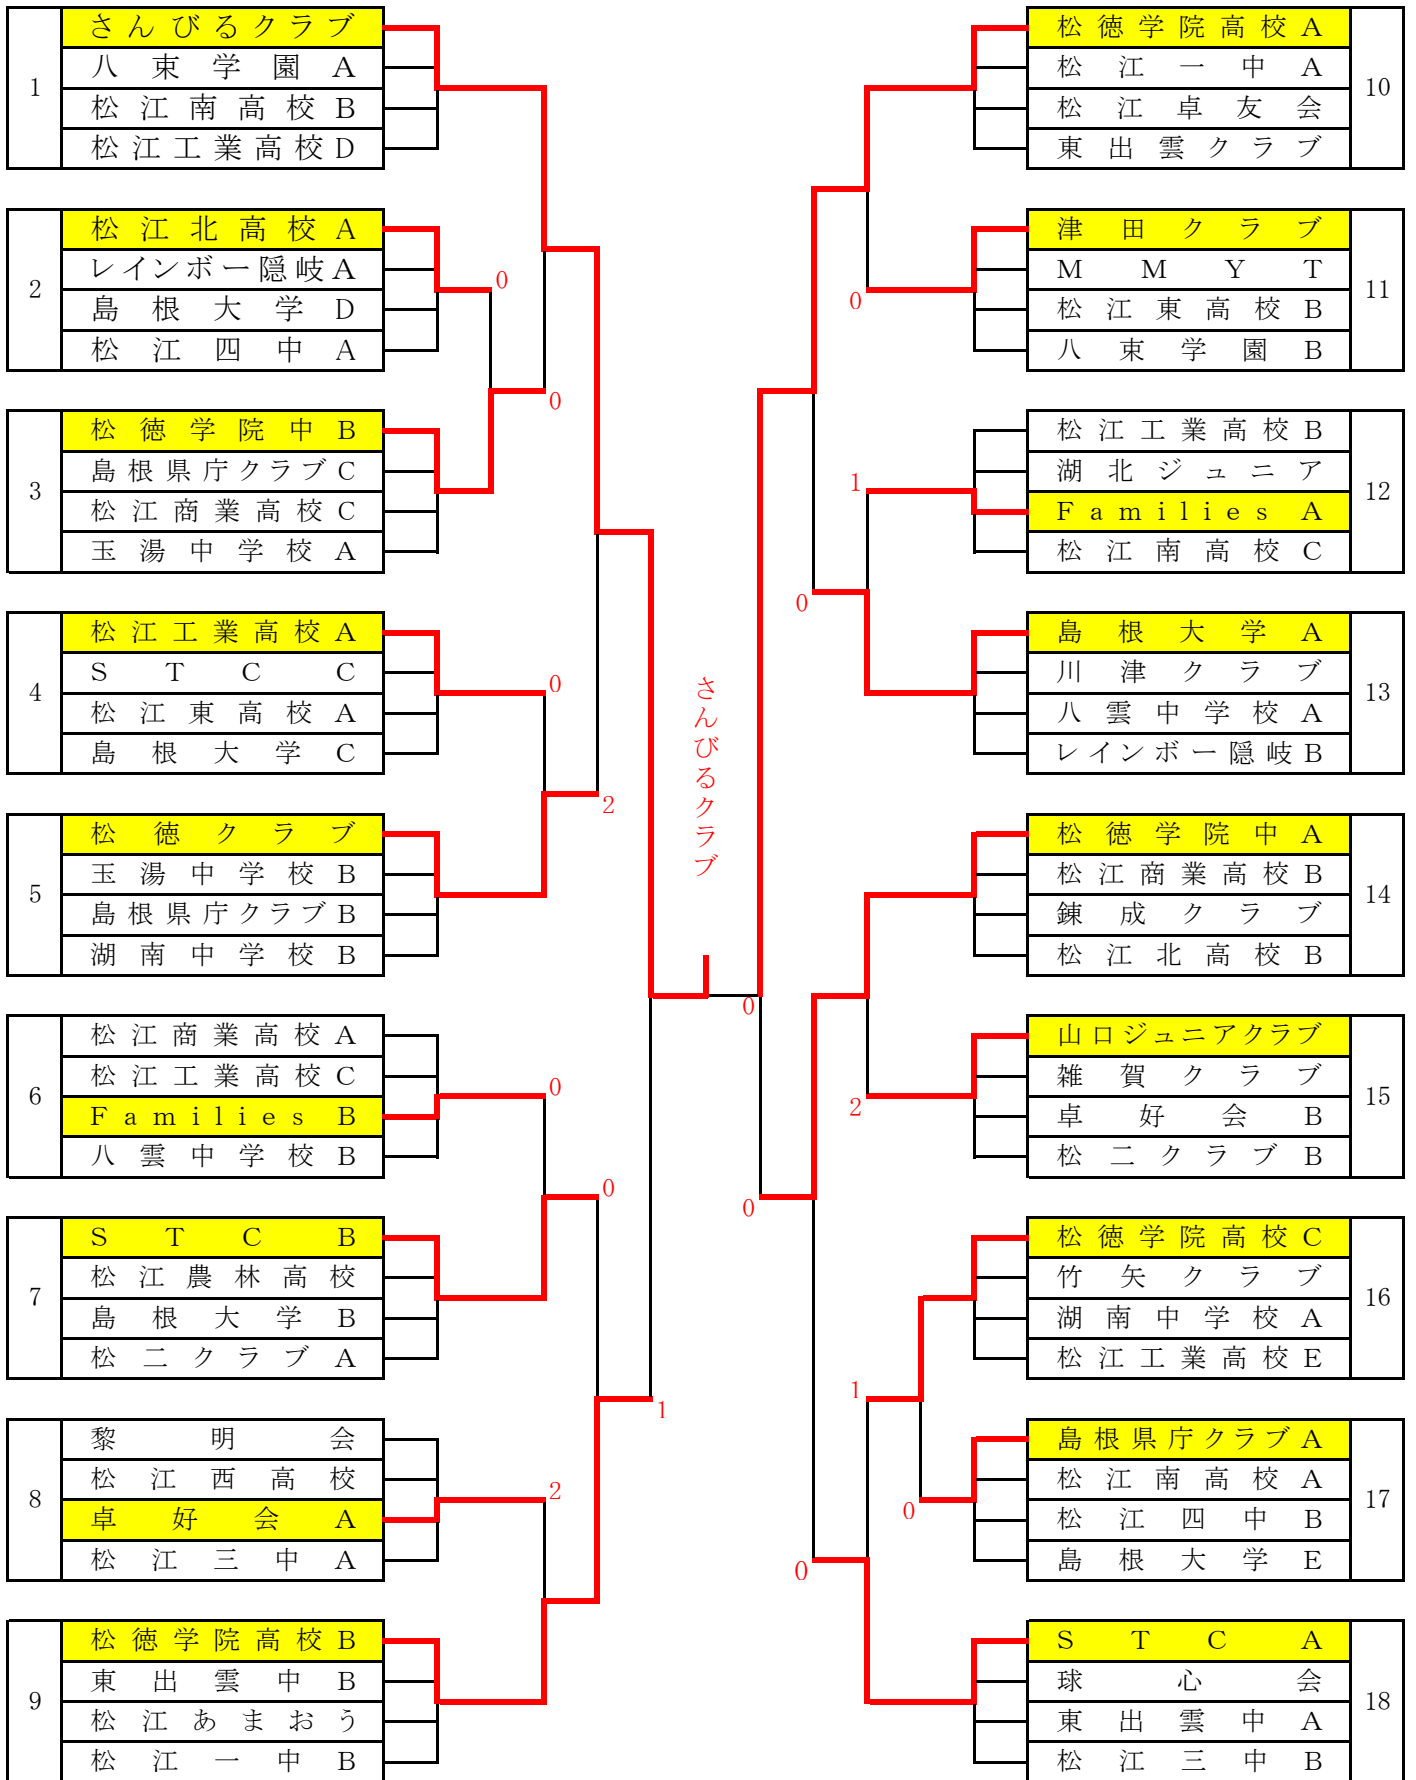 1
さんびるクラブ
八束学園A
松江南高校B
松江工業高校D
2
松江北高校A
レインボー隠岐A
島根大学D
松江四中A
0
0
3
松徳学院中B
島根県庁クラブC
松江商業高校C
玉湯中学校A
4
松江工業高校A
STCC
松江東高校A
島根大学C
0
2
5
松徳クラブ
玉湯中学校B
島根県庁クラブB
湖南中学校B
6
松江商業高校A
松江工業高校C
Families B
八雲中学校B
0
0
7
STCB
松江農林高校
島根大学B
松二クラブA
1
8
黎明会
松江西高校
卓好会A
松江三中A
2
9
松徳学院高校B
東出雲中B
松江あまおう
松江一中B
さんびるクラブ
0
松徳学院高校A
松江一中A
松江卓友会
東出雲クラブ
10
0
津田クラブ
MMYT
松江東高校B
八束学園B
11
1
0
松江工業高校B
湖北ジュニア
Families A
松江南高校C
12
島根大学A
川津クラブ
八雲中学校A
レインボー隠岐B
13
松徳学院中A
松江商業高校B
錬成クラブ
松江北高校B
14
2
0
山口ジュニアクラブ
雑賀クラブ
卓好会B
松二クラブB
15
松徳学院高校C
竹矢クラブ
湖南中学校A
松江工業高校E
16
1
0
0
島根県庁クラブA
松江南高校A
松江四中B
島根大学E
17
STCA
球心会
東出雲中A
松江三中B
18